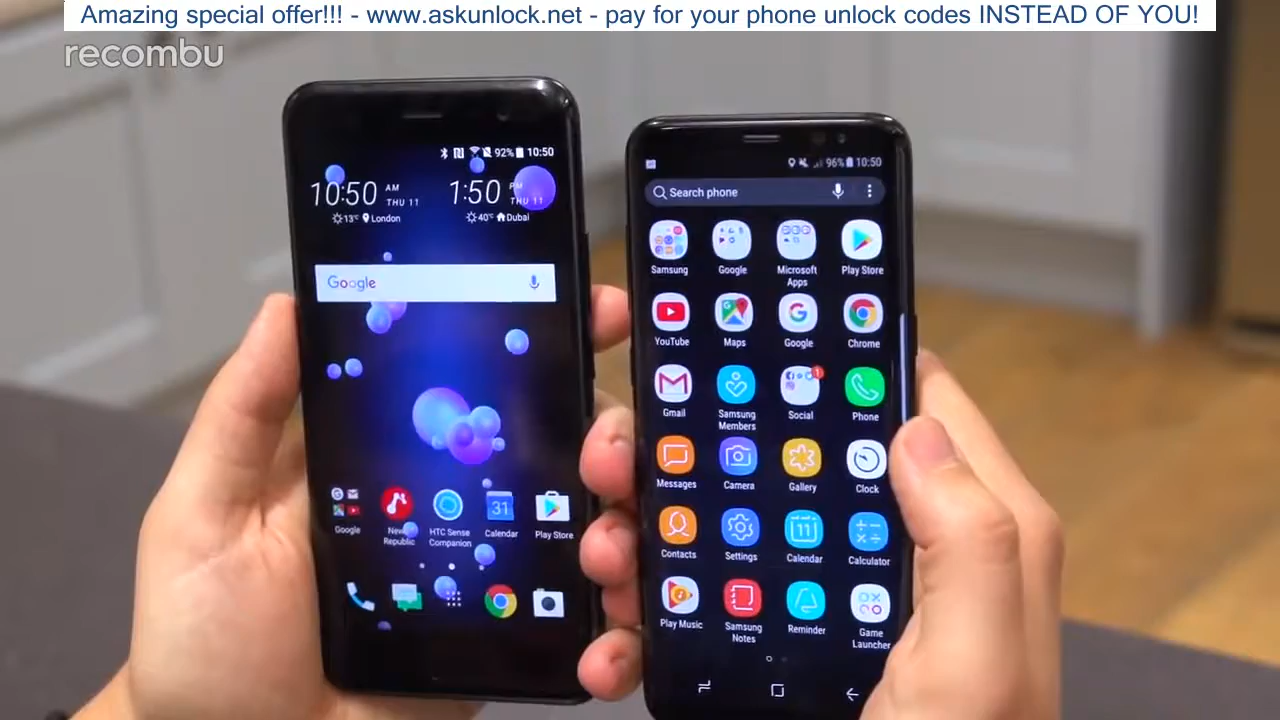 Amazing special offer!!! - www.askunlock.net - pay for your phone unlock codes INSTEAD OF YOU!
recombu
92% 10:50
10:50 AM THU 11
13° London
1:50 PM THU 11
40° Dubai
Google
Google
News Republic
HTC Sense Companion
31
Calendar
Play Store
96% 10:50
Search phone
Samsung
Google
Microsoft Apps
Play Store
YouTube
Maps
Google
Chrome
Gmail
Samsung Members
1
Social
Phone
Messages
Camera
Gallery
Clock
Contacts
Settings
11
Calendar
Calculator
Play Music
Samsung Notes
Reminder
Game Launcher